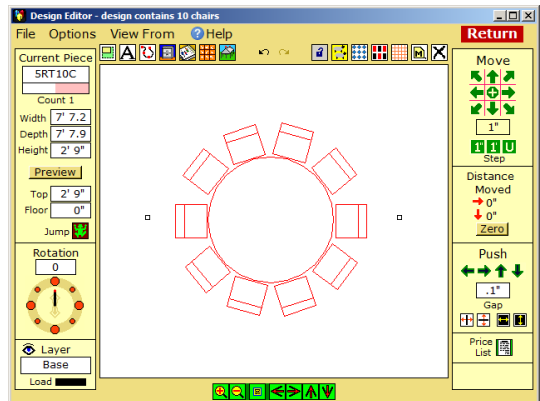 Design Editor - design contains 10 chairs
File Options View From ?Help Return
Current Piece
5RT10C
Count 1
Width 7' 7.2
Depth 7' 7.9
Height 2' 9"
Preview
Top 2' 9"
Floor 0"
Jump
Rotation
0
Layer
Base
Load
A
M
Move
1"
1" 1' U
Step
Distance
Moved
0"
0"
Zero
Push
.1"
Gap
Price
List